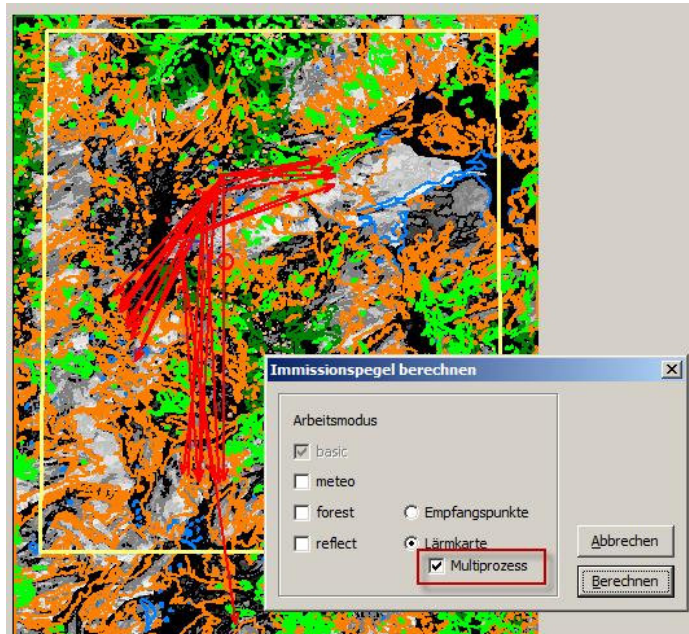 Immissionspegel berechnen
Arbeitsmodus
basic
meteo
forest
reflect
Empfangspunkte
Lärmkarte
Multiprozess
Abbrechen
Berechnen